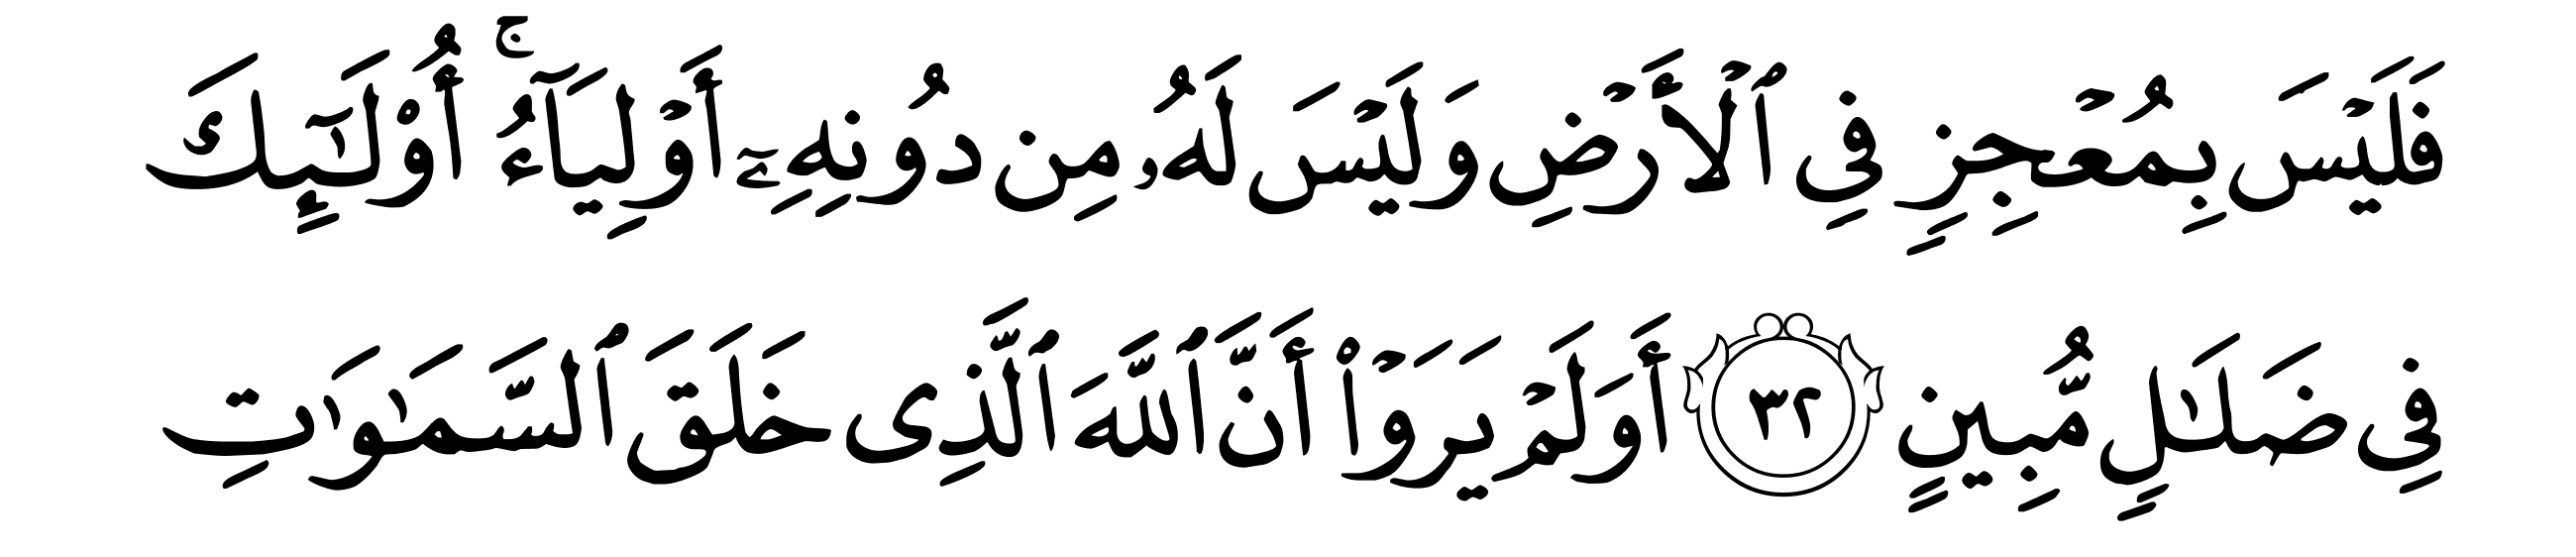 فَلَيْسَ بِمُعْجِزٍ فِي ٱلْأَرْضِ وَلَيْسَ لَهُۥ مِن دُونِهِۦٓ أَوْلِيَآءُ ۚ أُو۟لَـٰٓئِكَ
فِي ضَلَـٰلٍ مُّبِينٍ ٣٢ أَوَلَمْ يَرَوْا۟ أَنَّ ٱللَّهَ ٱلَّذِى خَلَقَ ٱلسَّمَـٰوَٰتِ